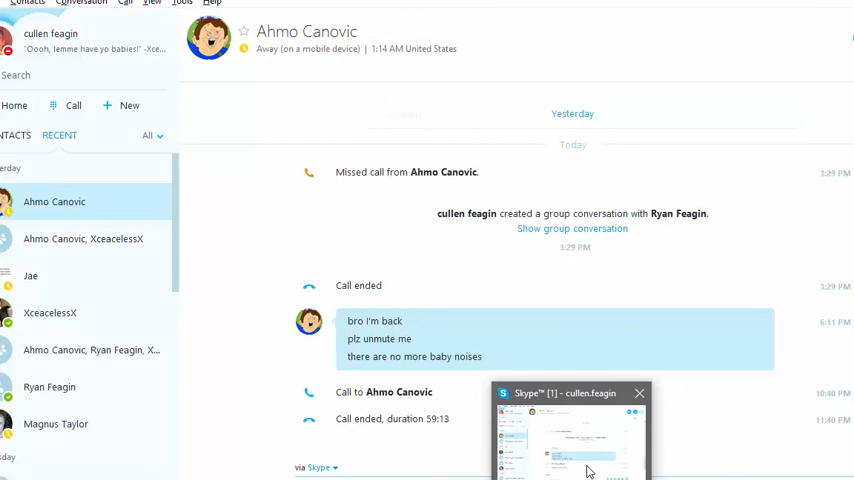 Contacts Conversation Call View Tools Help
cullen feagin
"Oooh, lemme have yo babies!" -Xce...
Search
Home Call New
NTACTS RECENT All
erday
Ahmo Canovic
Ahmo Canovic, XceacelessX
Jae
XceacelessX
Ahmo Canovic, Ryan Feagin, X...
Ryan Feagin
Magnus Taylor
sday
Ahmo Canovic
Away (on a mobile device) | 1:14 AM United States
Yesterday
Today
Missed call from Ahmo Canovic. 3:29 PM
cullen feagin created a group conversation with Ryan Feagin.
Show group conversation
3:29 PM
Call ended 3:29 PM
bro I'm back 6:11 PM
plz unmute me
there are no more baby noises
Call to Ahmo Canovic 10:40 PM
Call ended, duration 59:13 11:40 PM
Skype™ [1] - cullen.feagin
via Skype